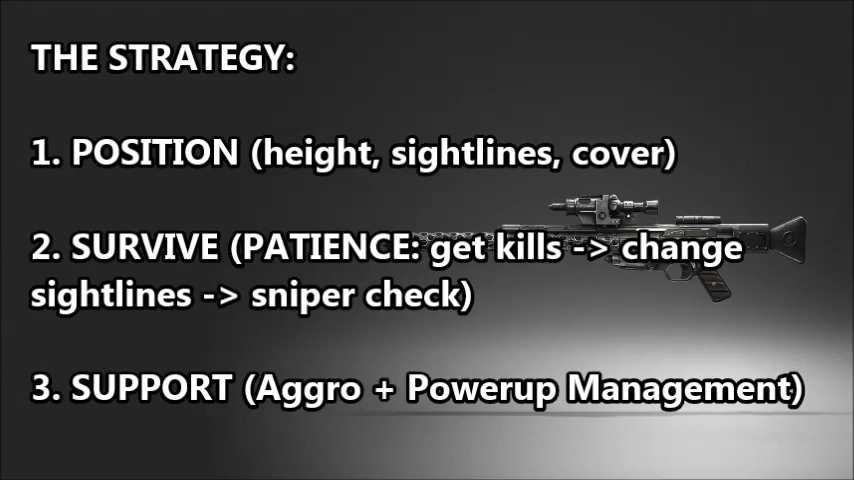 THE STRATEGY:
1. POSITION (height, sightlines, cover)
2. SURVIVE (PATIENCE: get kills -> change
sightlines -> sniper check)
3. SUPPORT (Aggro + Powerup Management)